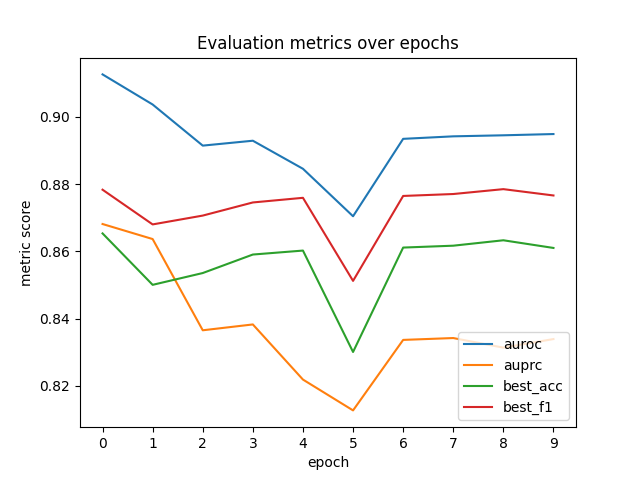 Evaluation metrics over epochs
metric score
0.90
0.88
0.86
0.84
0.82
0 1 2 3 4 5 6 7 8 9
epoch
auroc
auprc
best_acc
best_f1